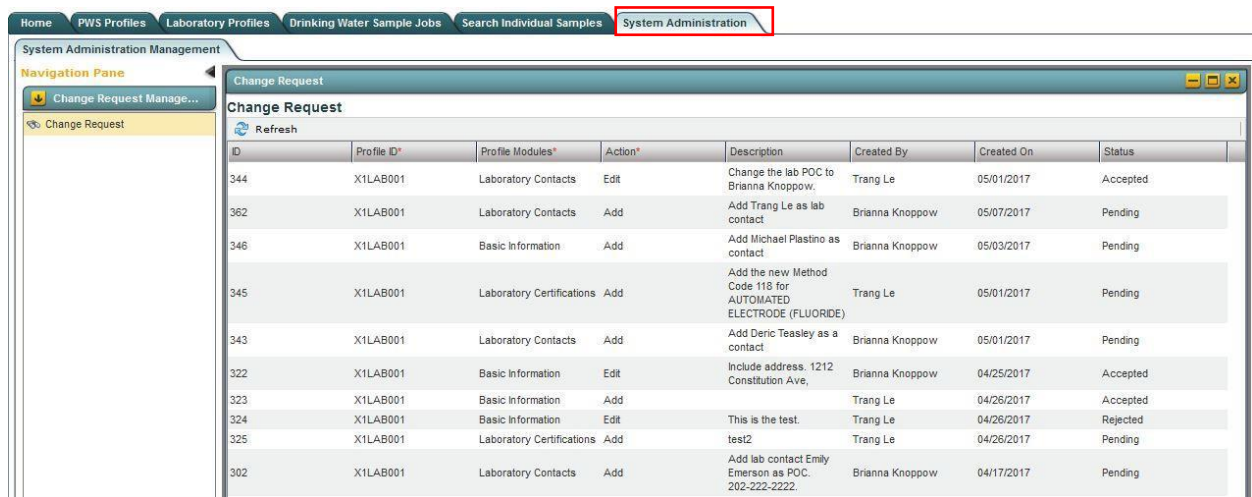 Home PWS Profiles Laboratory Profiles Drinking Water Sample Jobs Search Individual Samples System Administration
System Administration Management
Navigation Pane
Change Request Manage...
Change Request
Change Request
Change Request
Refresh
ID Profile ID* Profile Modules* Action* Description Created By Created On Status
344 X1LAB001 Laboratory Contacts Edit Change the lab POC to Brianna Knoppow. Trang Le 05/01/2017 Accepted
362 X1LAB001 Laboratory Contacts Add Add Trang Le as lab contact Brianna Knoppow 05/07/2017 Pending
346 X1LAB001 Basic Information Add Add Michael Plastino as contact Brianna Knoppow 05/03/2017 Pending
345 X1LAB001 Laboratory Certifications Add Add the new Method Code 118 for AUTOMATED ELECTRODE (FLUORIDE) Trang Le 05/01/2017 Pending
343 X1LAB001 Laboratory Contacts Add Add Deric Teasley as a contact Brianna Knoppow 05/01/2017 Pending
322 X1LAB001 Basic Information Edit Include address. 1212 Constitution Ave, Brianna Knoppow 04/25/2017 Accepted
323 X1LAB001 Basic Information Add Trang Le 04/26/2017 Accepted
324 X1LAB001 Basic Information Edit This is the test. Trang Le 04/26/2017 Rejected
325 X1LAB001 Laboratory Certifications Add test2 Trang Le 04/26/2017 Pending
302 X1LAB001 Laboratory Contacts Add Add lab contact Emily Emerson as POC. 202-222-2222. Brianna Knoppow 04/17/2017 Pending